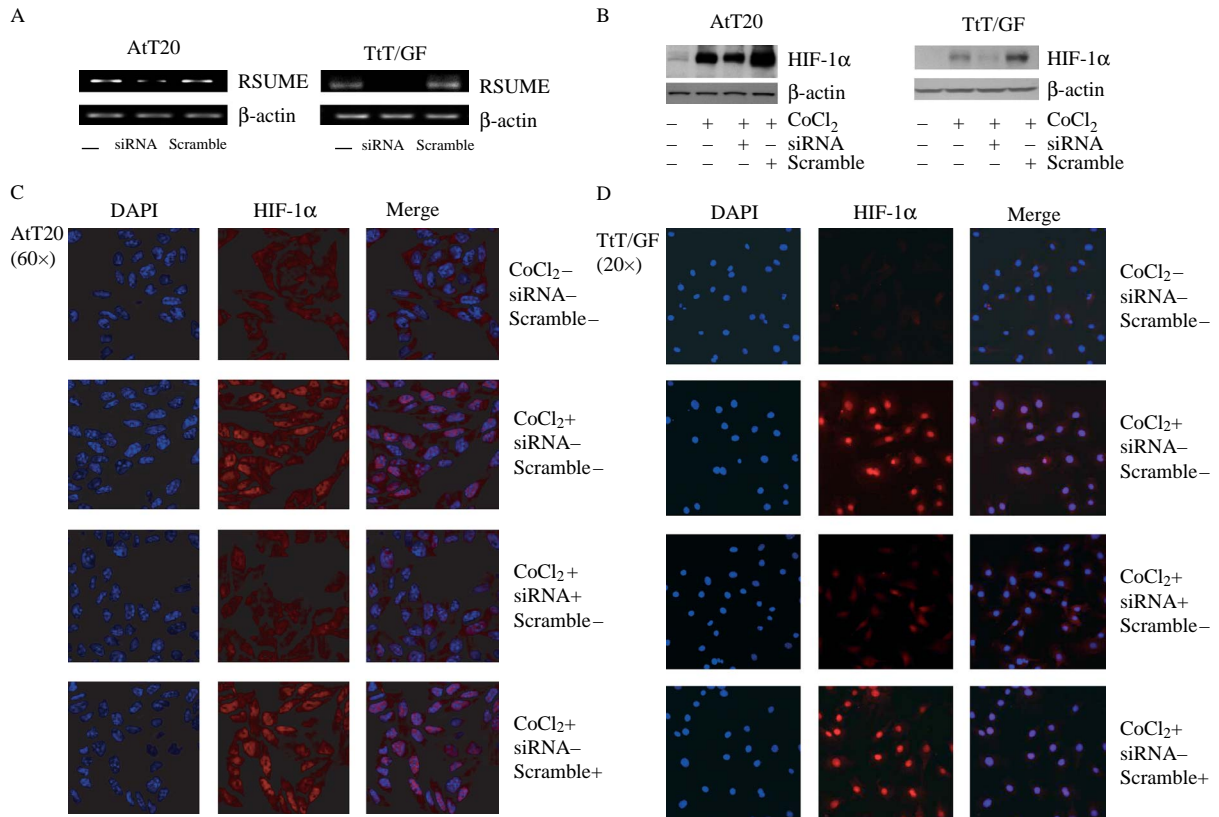 A
AtT20
TtT/GF
RSUME
RSUME
β-actin
β-actin
— siRNA Scramble
— siRNA Scramble
B
AtT20
TtT/GF
HIF-1α
HIF-1α
β-actin
β-actin
– + + + CoCl2
+ siRNA
+ Scramble
– + + + CoCl2
+ siRNA
+ Scramble
C
DAPI HIF-1α Merge
AtT20
(60×)
CoCl2–
siRNA–
Scramble–
CoCl2+
siRNA–
Scramble–
CoCl2+
siRNA+
Scramble–
CoCl2+
siRNA–
Scramble+
D
DAPI HIF-1α Merge
TtT/GF
(20×)
CoCl2–
siRNA–
Scramble–
CoCl2+
siRNA–
Scramble–
CoCl2+
siRNA+
Scramble–
CoCl2+
siRNA–
Scramble+